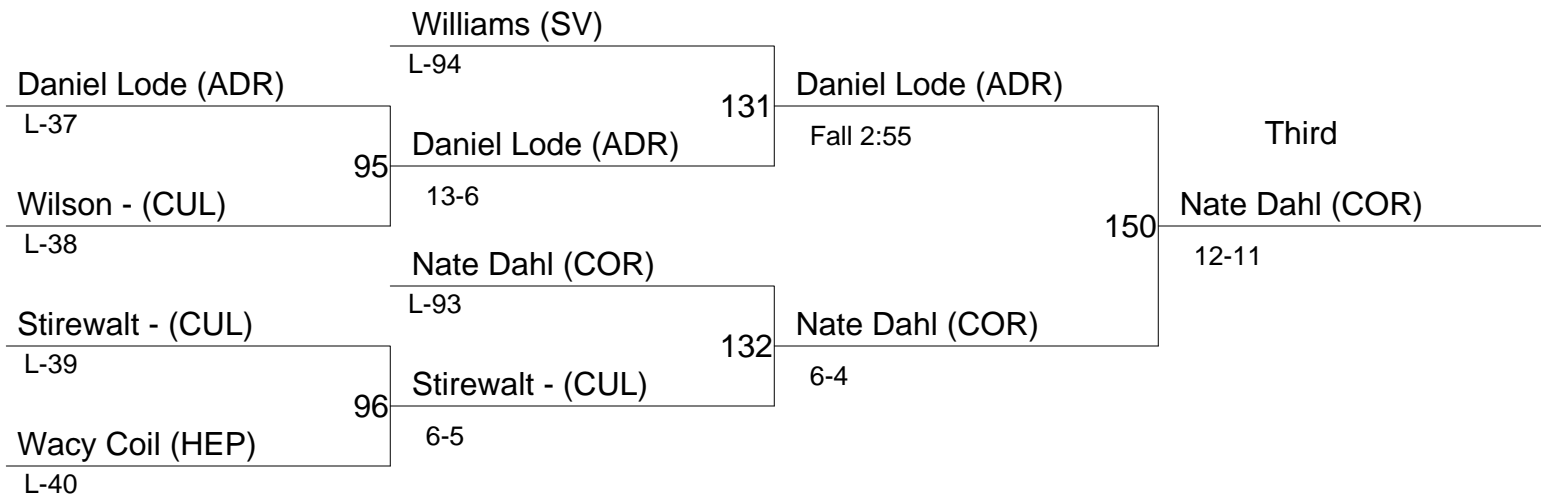 Williams (SV)
L-94
Daniel Lode (ADR)
L-37
131
Daniel Lode (ADR)
Fall 2:55
Third
95
Daniel Lode (ADR)
13-6
Wilson - (CUL)
L-38
150
Nate Dahl (COR)
12-11
Nate Dahl (COR)
L-93
Stirewalt - (CUL)
L-39
132
Nate Dahl (COR)
6-4
96
Stirewalt - (CUL)
6-5
Wacy Coil (HEP)
L-40